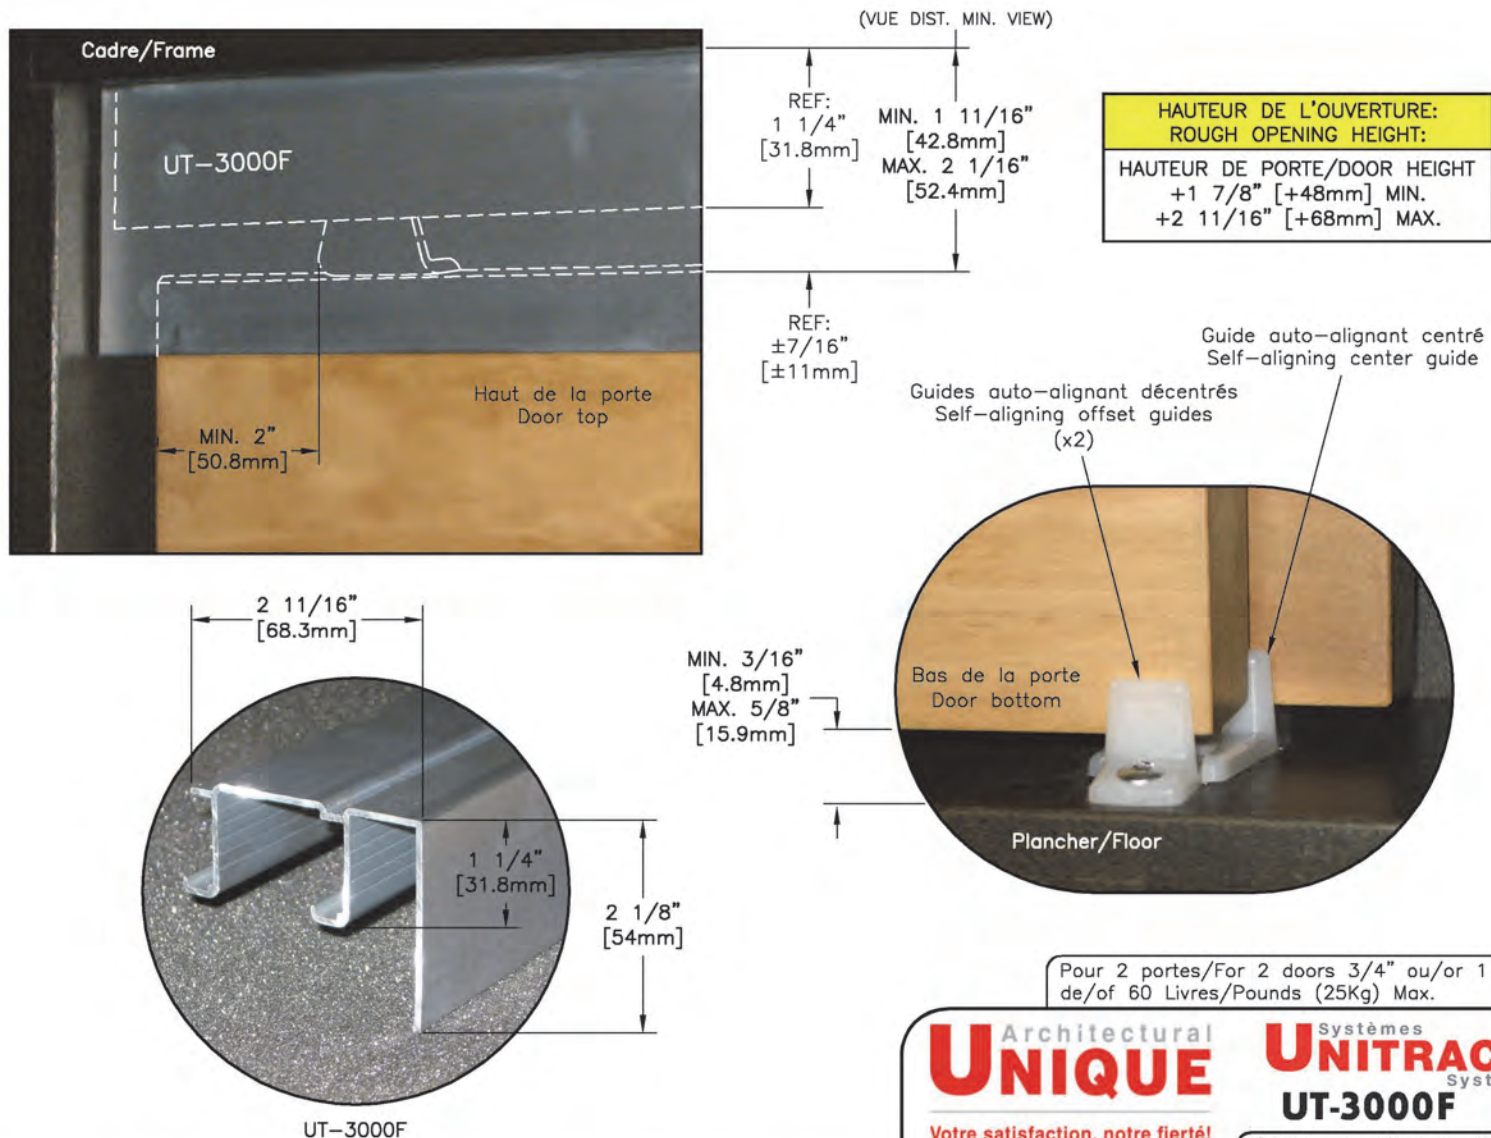 (VUE DIST. MIN. VIEW)
Cadre/Frame
UT-3000F
REF:
1 1/4"
[31.8mm]
MIN. 1 11/16"
[42.8mm]
MAX. 2 1/16"
[52.4mm]
HAUTEUR DE L'OUVERTURE:
ROUGH OPENING HEIGHT:
HAUTEUR DE PORTE/DOOR HEIGHT
+1 7/8" [+48mm] MIN.
+2 11/16" [+68mm] MAX.
REF:
±7/16"
[±11mm]
Haut de la porte
Door top
MIN. 2"
[50.8mm]
Guide auto-alignant centré
Self-aligning center guide
Guides auto-alignant décentrés
Self-aligning offset guides
(x2)
2 11/16"
[68.3mm]
MIN. 3/16"
[4.8mm]
MAX. 5/8"
[15.9mm]
Bas de la porte
Door bottom
Plancher/Floor
1 1/4"
[31.8mm]
2 1/8"
[54mm]
UT-3000F
Pour 2 portes/For 2 doors 3/4" ou/or 1
de/of 60 Livres/Pounds (25Kg) Max.
Architectural
UNIQUE
Votre satisfaction, notre fierté!
Systèmes
UNITRAC
Syst
UT-3000F